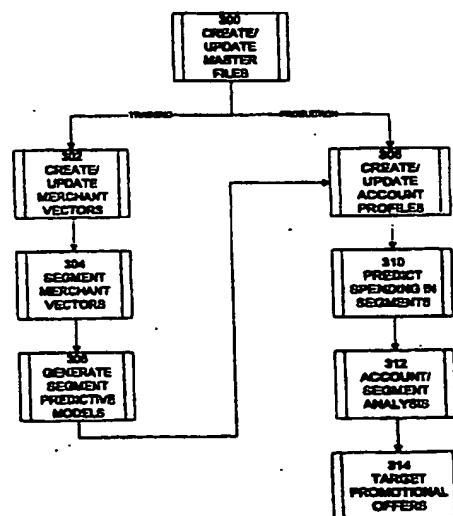 300
CREATE/
UPDATE
MASTER
FILES
TRAINING
PRODUCTION
302
CREATE/
UPDATE
MERCHANT
VECTORS
304
SEGMENT
MERCHANT
VECTORS
306
GENERATE
SEGMENT
PREDICTIVE
MODELS
308
CREATE/
UPDATE
ACCOUNT
PROFILES
310
PREDICT
SPENDING IN
SEGMENTS
312
ACCOUNT/
SEGMENT
ANALYSIS
314
TARGET
PROMOTIONAL
OFFERS